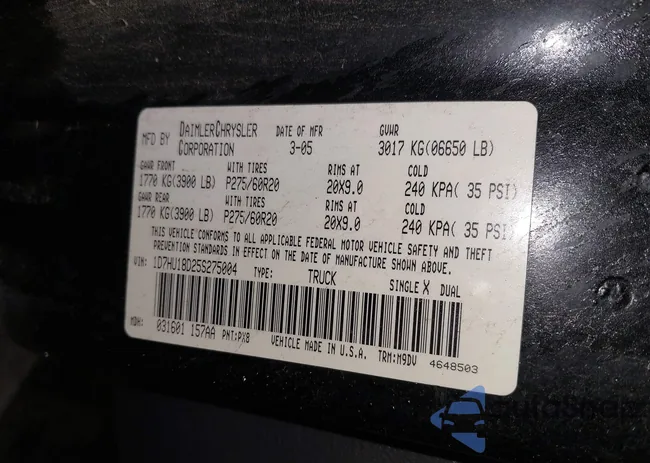 MFD BY DAIMLERCHRYSLER CORPORATION DATE OF MFR 3-05 GVWR 3017 KG(06650 LB)
GAWR FRONT WITH TIRES RIMS AT COLD
1770 KG(3900 LB) P275/60R20 20X9.0 240 KPA( 35 PSI)
GAWR REAR WITH TIRES RIMS AT COLD
1770 KG(3900 LB) P275/60R20 20X9.0 240 KPA( 35 PSI)
THIS VEHICLE CONFORMS TO ALL APPLICABLE FEDERAL MOTOR VEHICLE SAFETY AND THEFT
PREVENTION STANDARDS IN EFFECT ON THE DATE OF MANUFACTURE SHOWN ABOVE.
VIN: 1D7HU18D25S275004 TYPE: TRUCK SINGLE X DUAL
MDH: 031601 157AA PNT:PX8 VEHICLE MADE IN U.S.A. TRM:M9DV 4648503